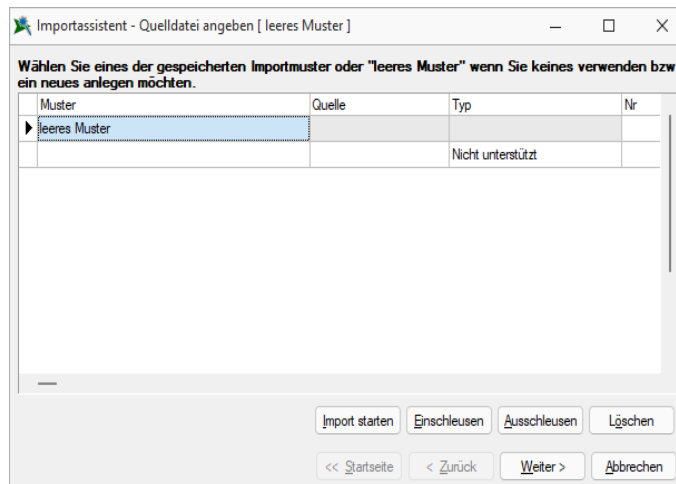 Importassistent - Quelldatei angeben [ leeres Muster ]
Wählen Sie eines der gespeicherten Importmuster oder "leeres Muster" wenn Sie keines verwenden bzw
ein neues anlegen möchten.
Muster Quelle Typ Nr
leeres Muster
Nicht unterstützt
Import starten Einschleusen Ausschleusen Löschen
<< Startseite < Zurück Weiter > Abbrechen